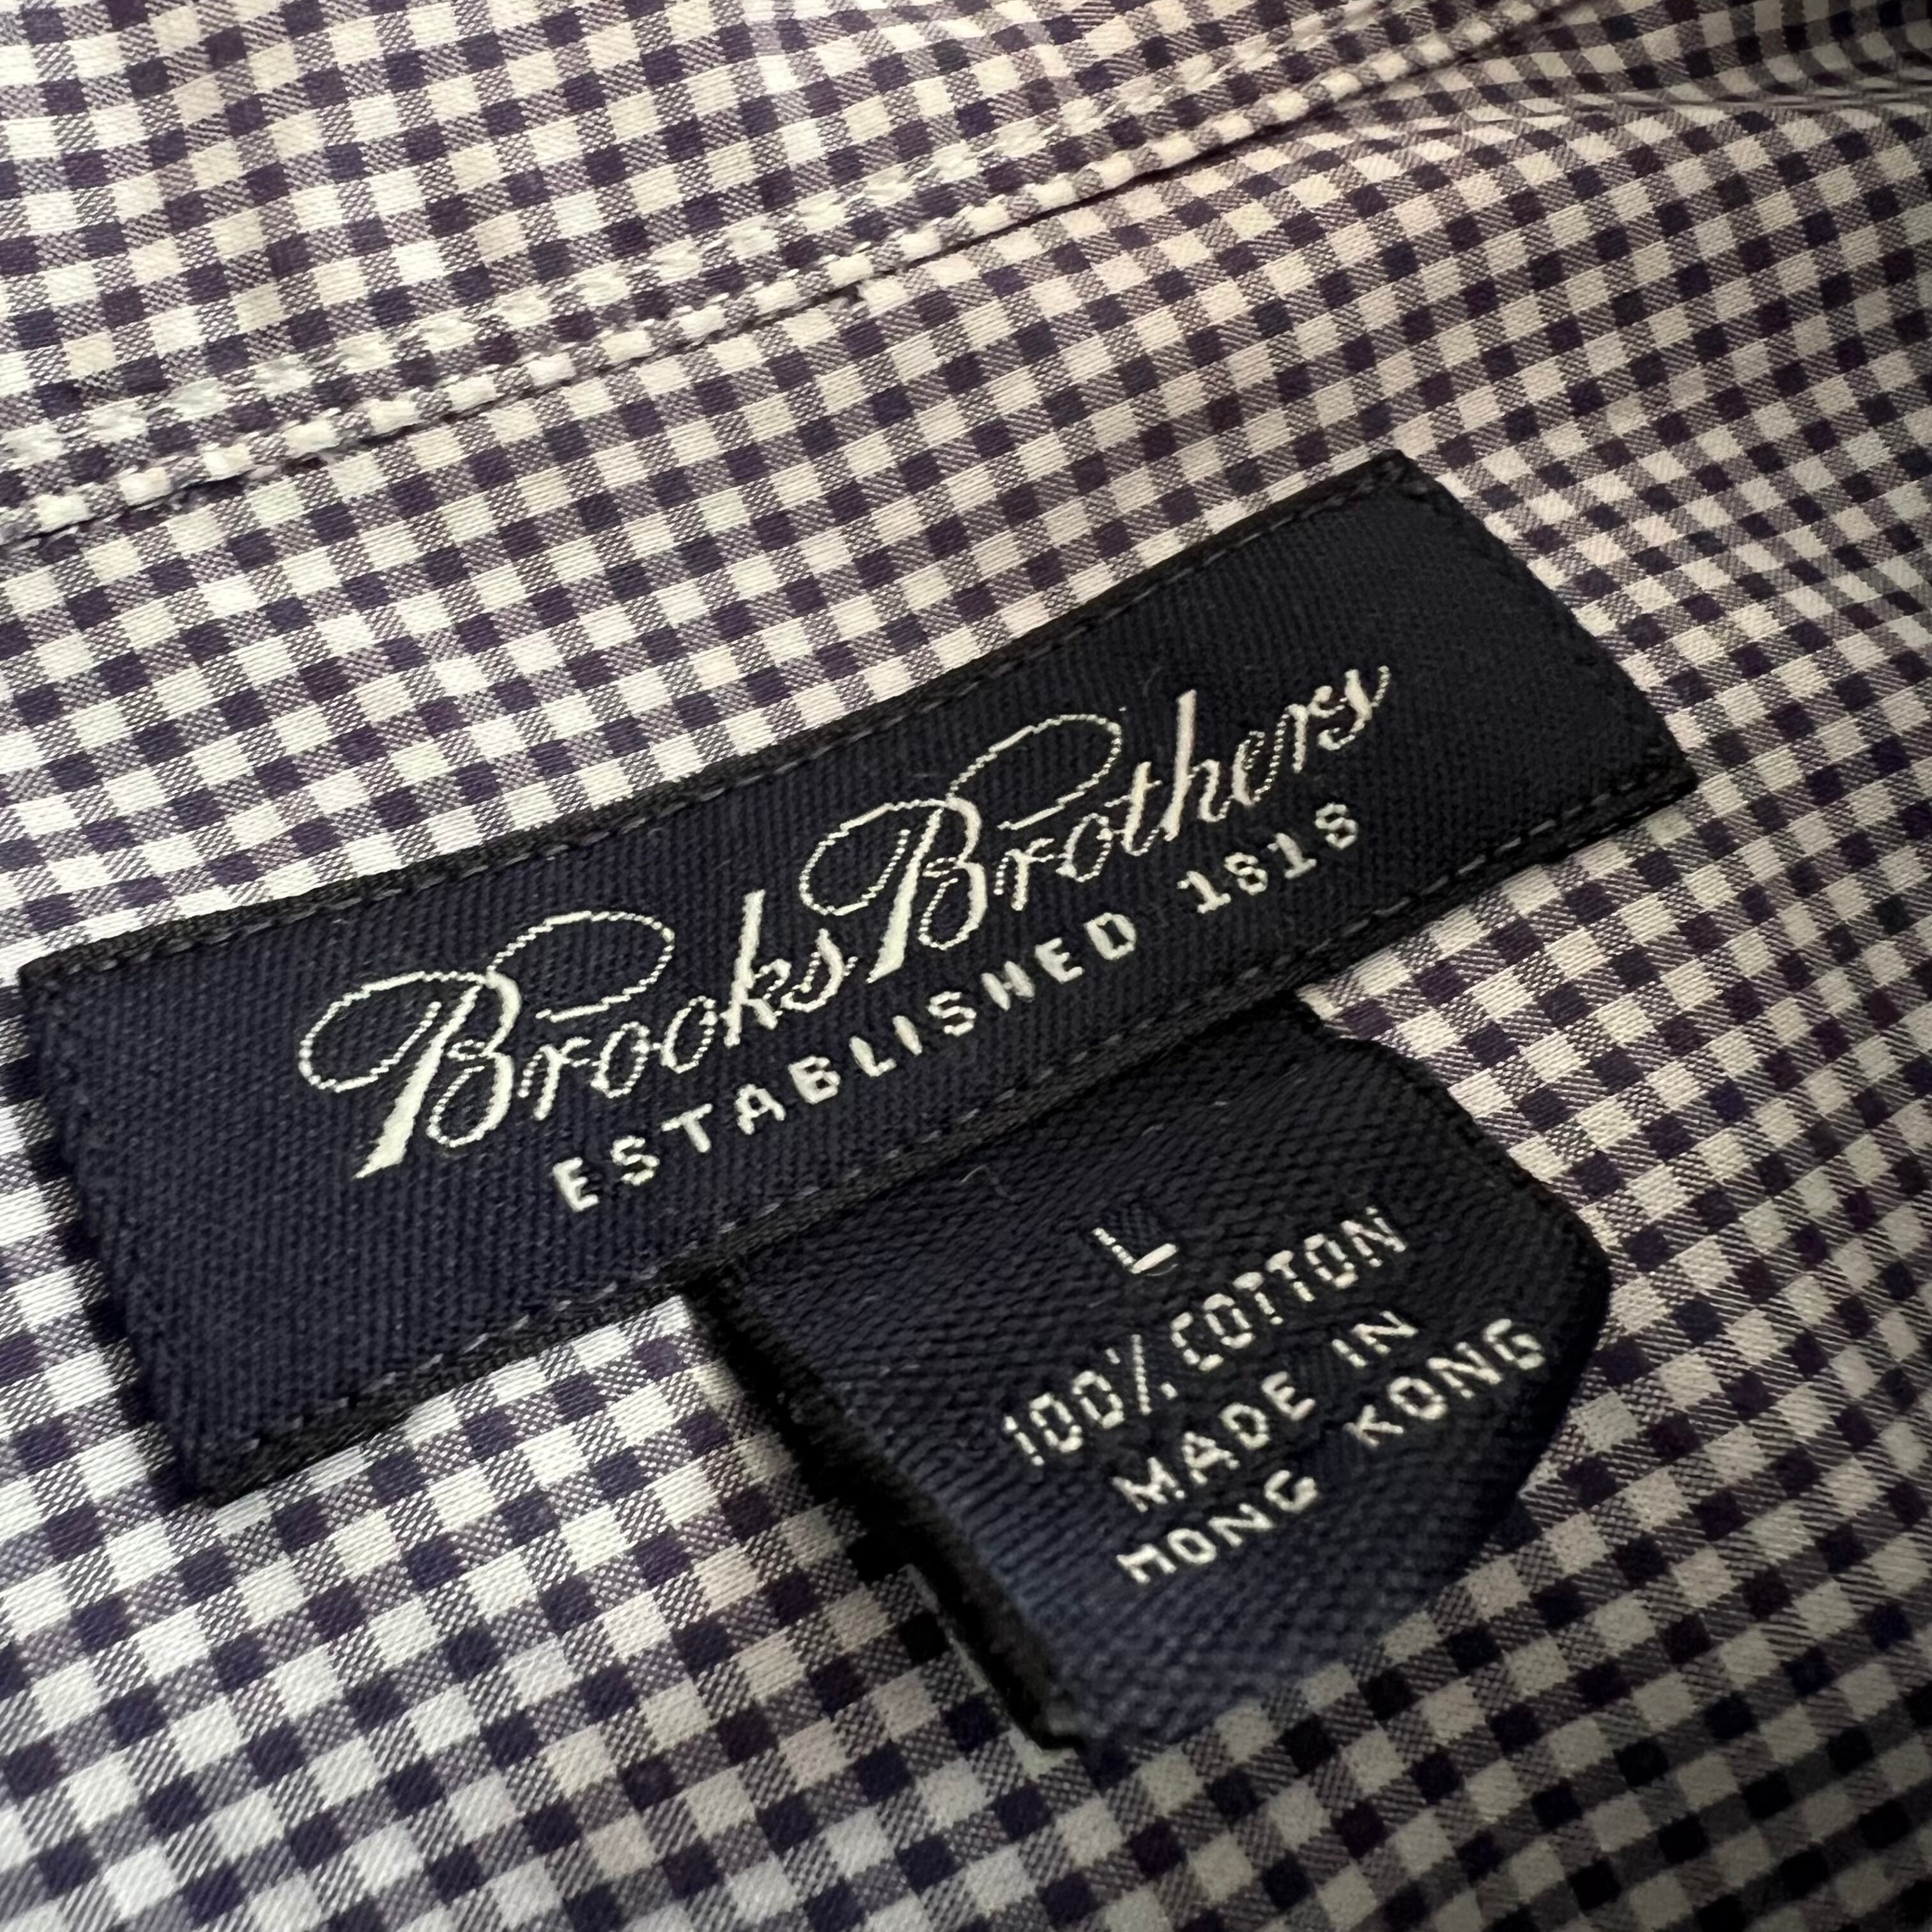 Brooks Brothers
ESTABLISHED 1818
L
100% COTTON
MADE IN
HONG KONG